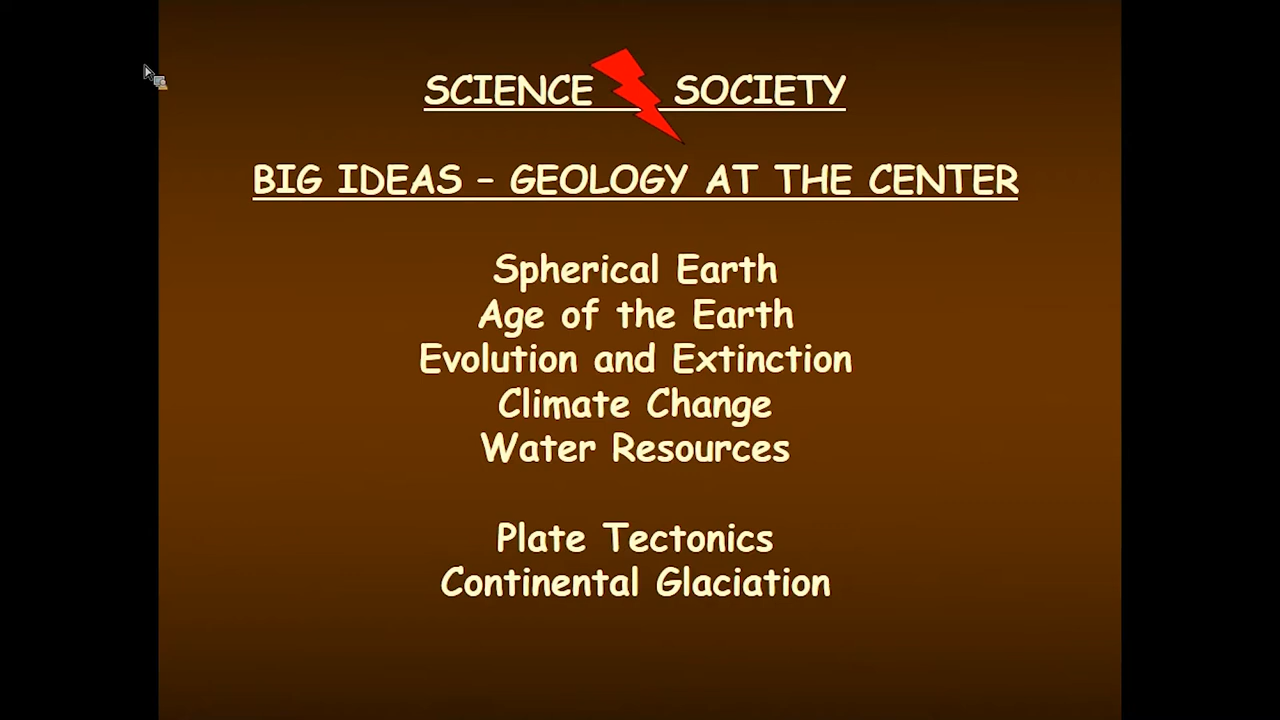 SCIENCE SOCIETY
BIG IDEAS – GEOLOGY AT THE CENTER
Spherical Earth
Age of the Earth
Evolution and Extinction
Climate Change
Water Resources
Plate Tectonics
Continental Glaciation